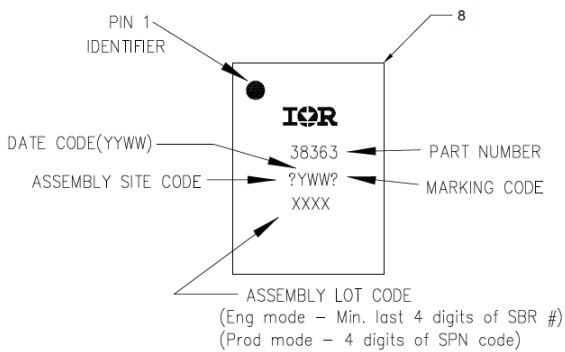 PIN 1
IDENTIFIER
8
IOR
DATE CODE(YYWW)
38363
PART NUMBER
ASSEMBLY SITE CODE
?YWW?
MARKING CODE
XXXX
ASSEMBLY LOT CODE
(Eng mode – Min. last 4 digits of SBR #)
(Prod mode – 4 digits of SPN code)